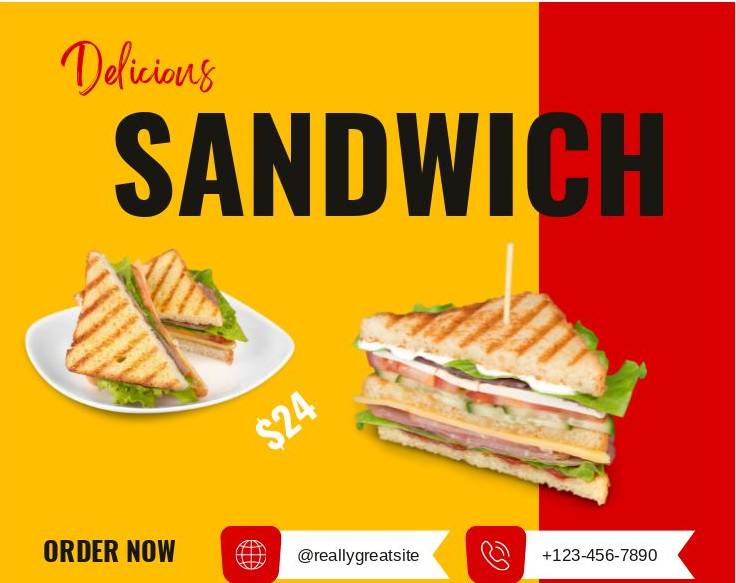 Delicious
SANDWICH
$24
ORDER NOW
@reallygreatsite
+123-456-7890